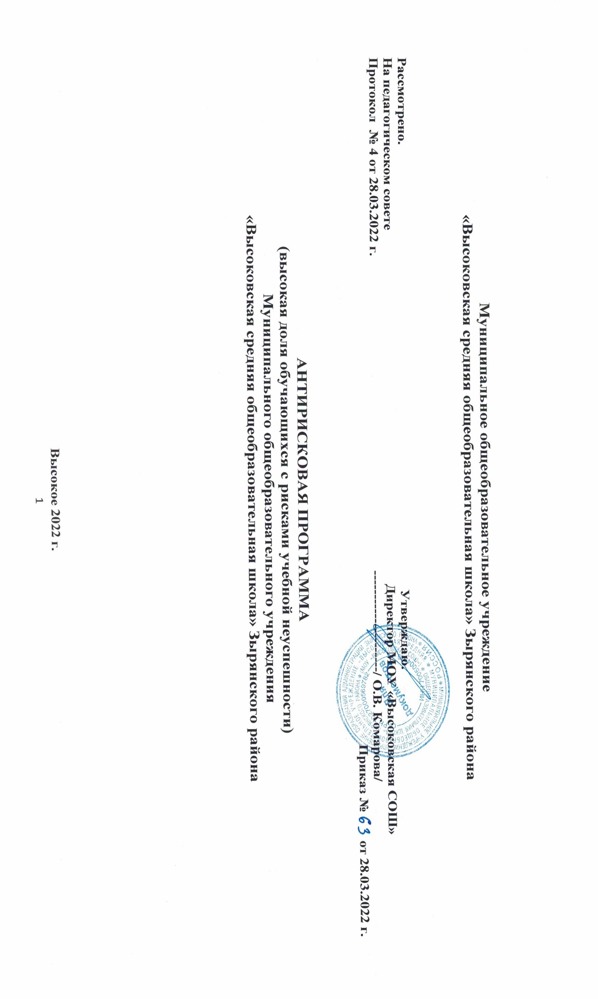 Муниципальное общеобразовательное учреждение
«Высоковская средняя общеобразовательная школа» Зырянского района
Рассмотрено.
На педагогическом совете
Протокол № 4 от 28.03.2022 г.
Утверждаю.
Директор МОУ «Высоковская СОШ»
-----------------------/ О.В. Комарова/
Приказ № 63 от 28.03.2022 г.
АНТИРИСКОВАЯ ПРОГРАММА
(высокая доля обучающихся с рисками учебной неуспешности)
Муниципального общеобразовательного учреждения
«Высоковская средняя общеобразовательная школа» Зырянского района
Высокое 2022 г.
1
Для
документов